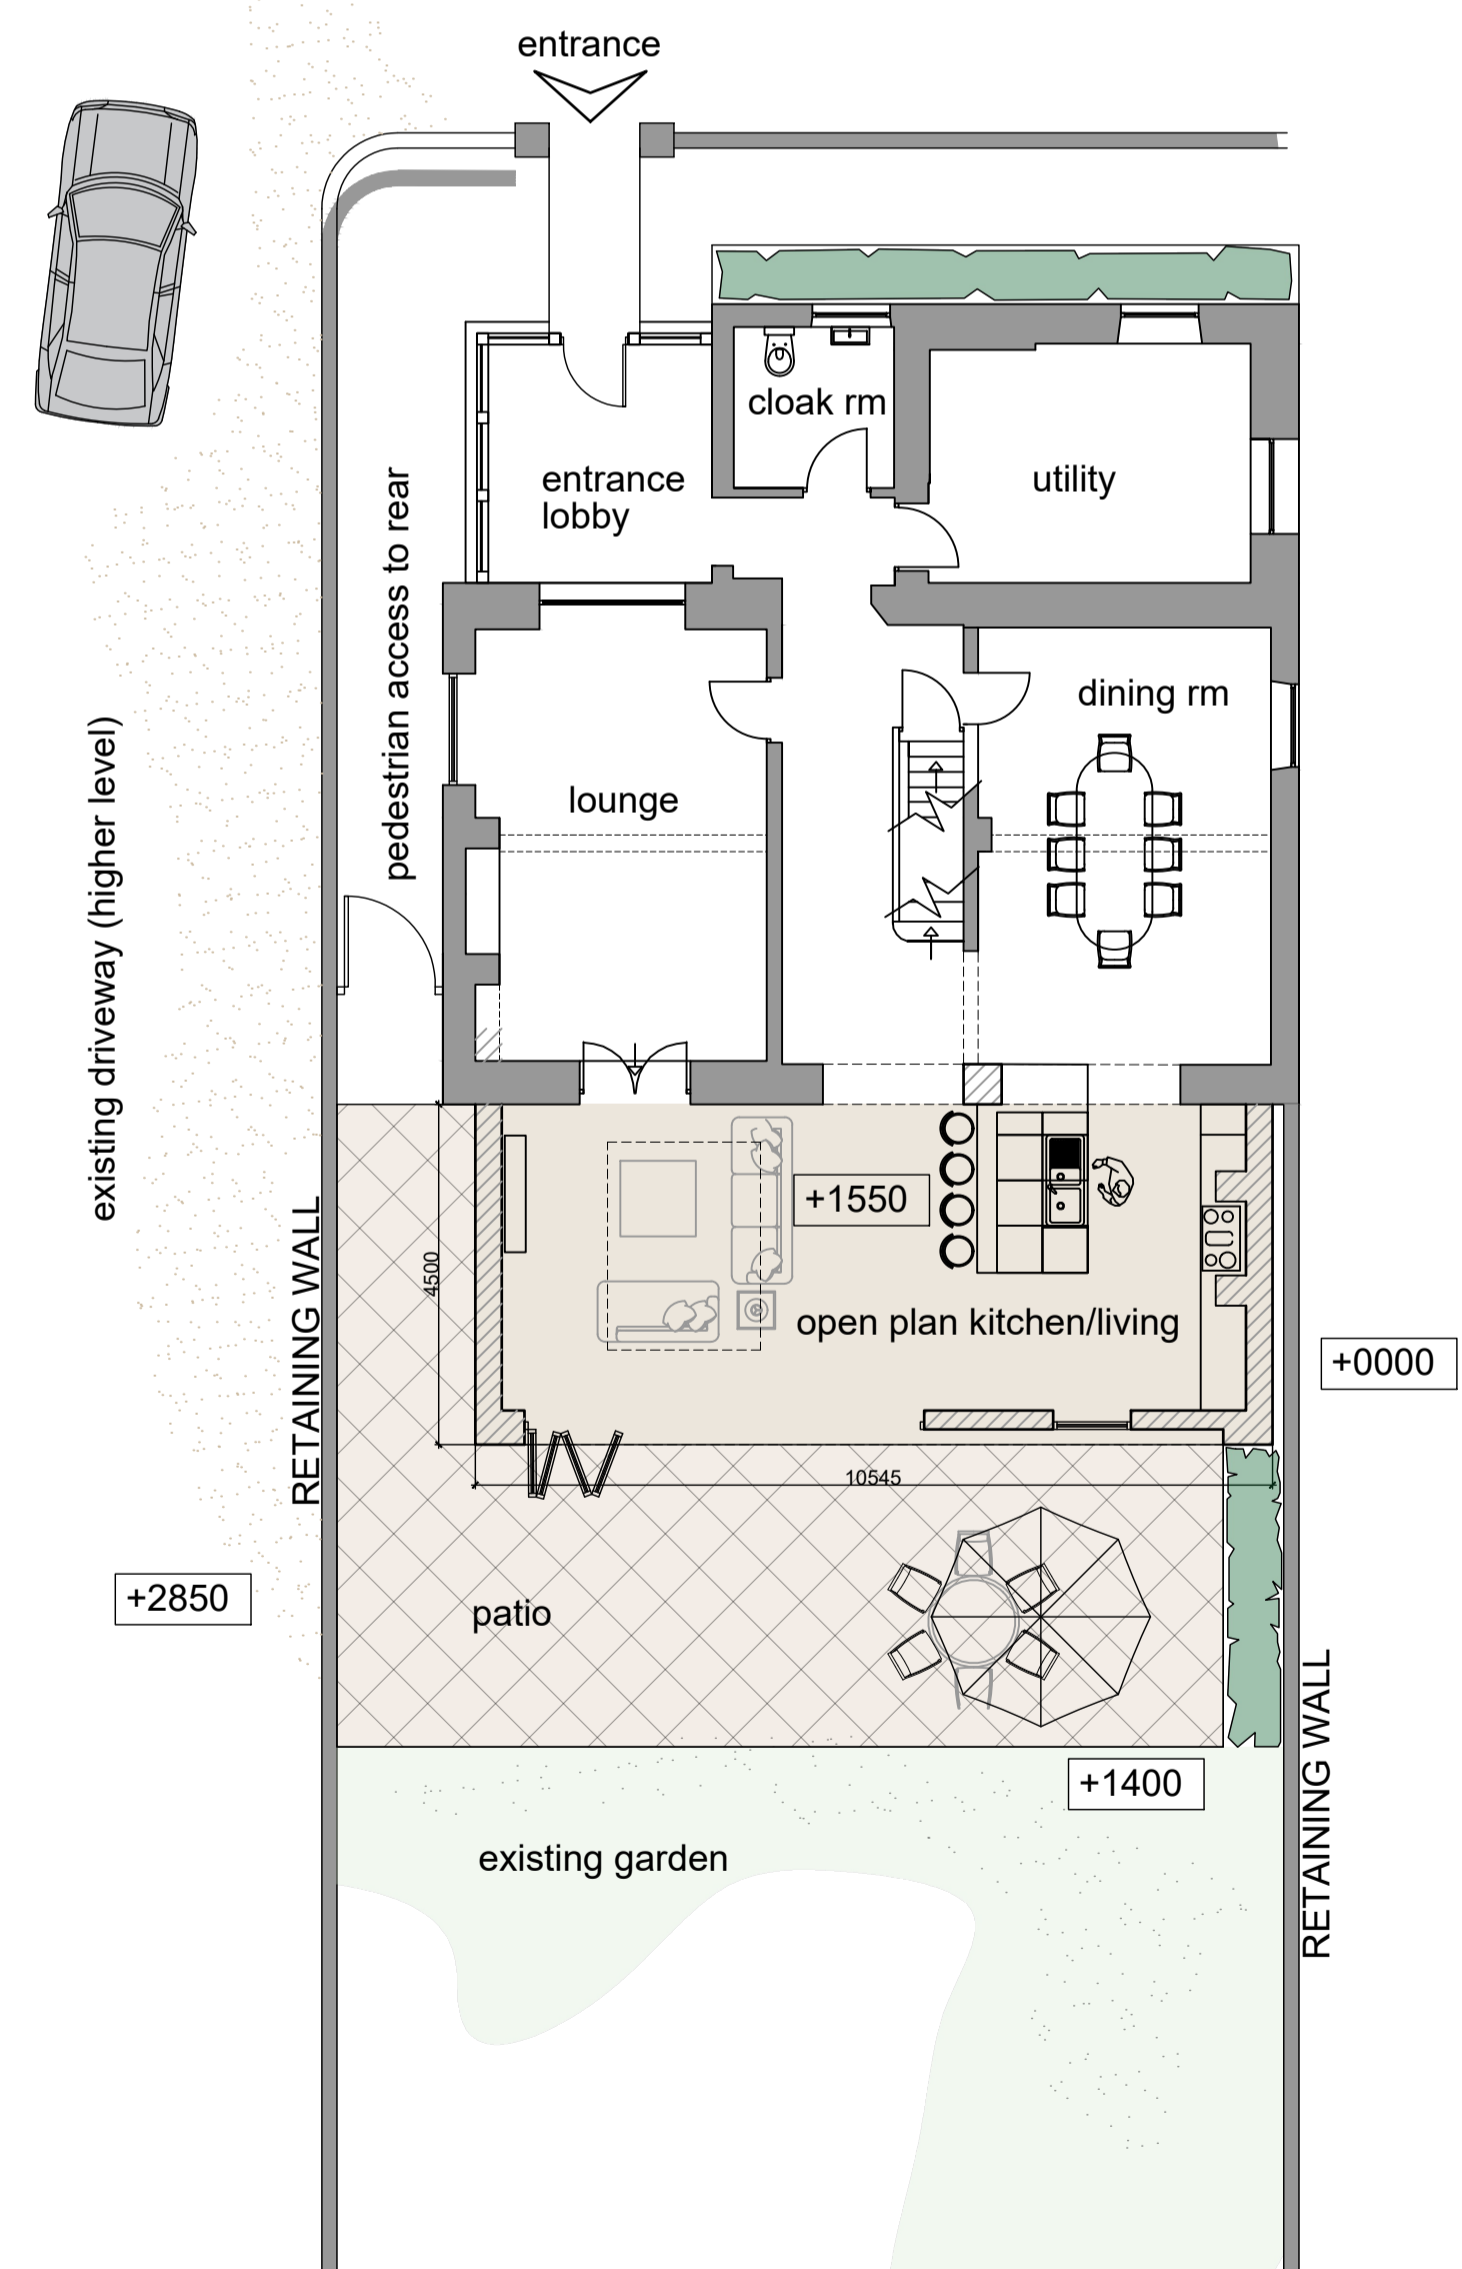 entrance
cloak rm
entrance
lobby
utility
pedestrian access to rear
dining rm
lounge
existing driveway (higher level)
+1550
4500
open plan kitchen/living
RETAINING WALL
+0000
10545
+2850
patio
RETAINING WALL
+1400
existing garden